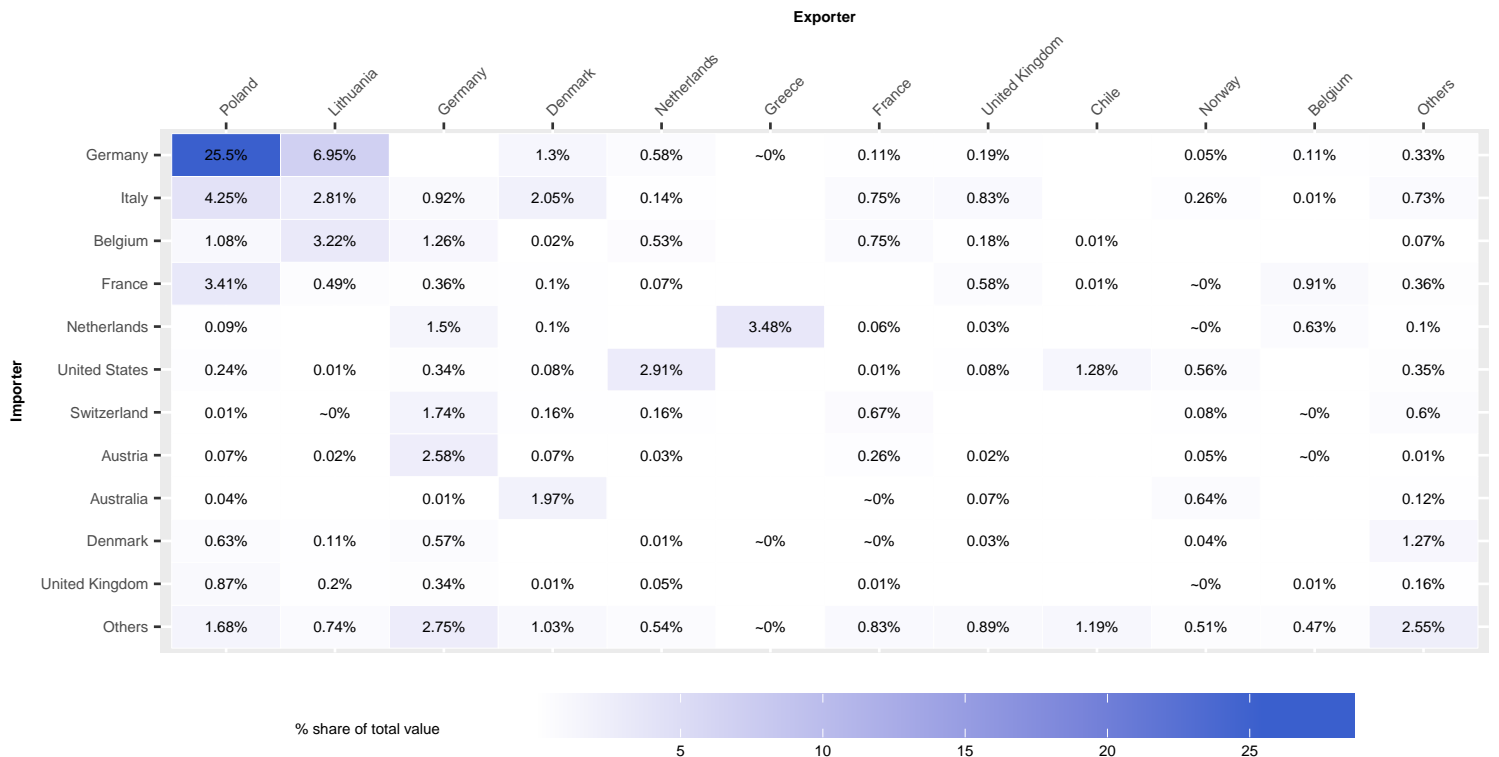 Exporter
Poland Lithuania Germany Denmark Netherlands Greece France United Kingdom Chile Norway Belgium Others
Importer
Germany 25.5% 6.95% 1.3% 0.58% ~0% 0.11% 0.19% 0.05% 0.11% 0.33%
Italy 4.25% 2.81% 0.92% 2.05% 0.14% 0.75% 0.83% 0.26% 0.01% 0.73%
Belgium 1.08% 3.22% 1.26% 0.02% 0.53% 0.75% 0.18% 0.01% 0.07%
France 3.41% 0.49% 0.36% 0.1% 0.07% 0.58% 0.01% ~0% 0.91% 0.36%
Netherlands 0.09% 1.5% 0.1% 3.48% 0.06% 0.03% ~0% 0.63% 0.1%
United States 0.24% 0.01% 0.34% 0.08% 2.91% 0.01% 0.08% 1.28% 0.56% 0.35%
Switzerland 0.01% ~0% 1.74% 0.16% 0.16% 0.67% 0.08% ~0% 0.6%
Austria 0.07% 0.02% 2.58% 0.07% 0.03% 0.26% 0.02% 0.05% ~0% 0.01%
Australia 0.04% 0.01% 1.97% ~0% 0.07% 0.64% 0.12%
Denmark 0.63% 0.11% 0.57% 0.01% ~0% ~0% 0.03% 0.04% 1.27%
United Kingdom 0.87% 0.2% 0.34% 0.01% 0.05% 0.01% ~0% 0.01% 0.16%
Others 1.68% 0.74% 2.75% 1.03% 0.54% ~0% 0.83% 0.89% 1.19% 0.51% 0.47% 2.55%
% share of total value
5 10 15 20 25